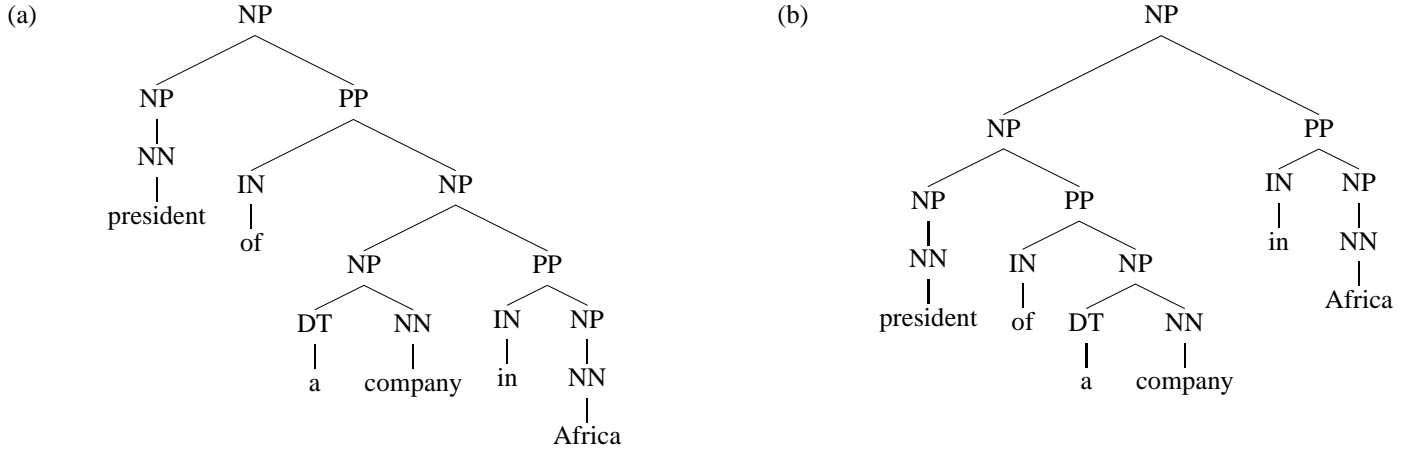 (a) NP (b) NP
NP PP
NP PP
NN IN NP IN NP
president of
NP PP
in NN
NP PP
NN IN NP
Africa
president of
DT NN IN NP
DT NN
a company in NN
a company
Africa